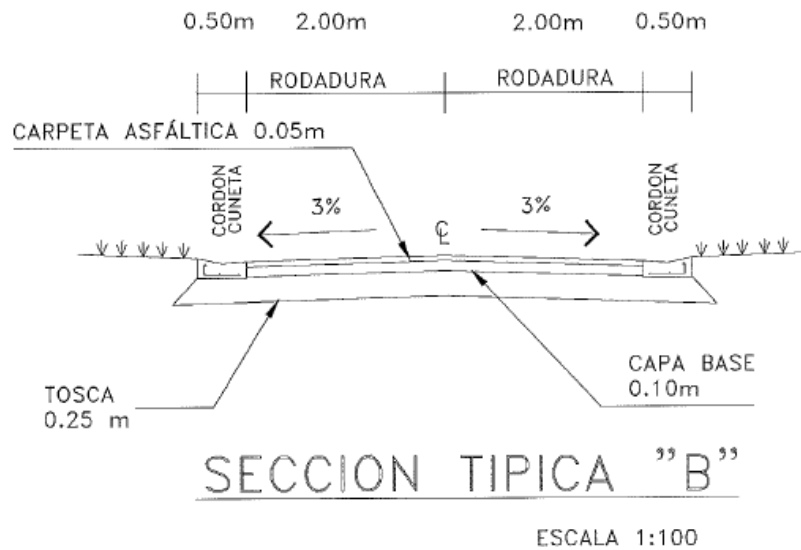 0.50m 2.00m 2.00m 0.50m
RODADURA RODADURA
CARPETA ASFÁLTICA 0.05m
CORDON
CUNETA
3% ℄ 3%
CORDON
CUNETA
TOSCA
0.25 m
CAPA BASE
0.10m
SECCION TIPICA "B"
ESCALA 1:100